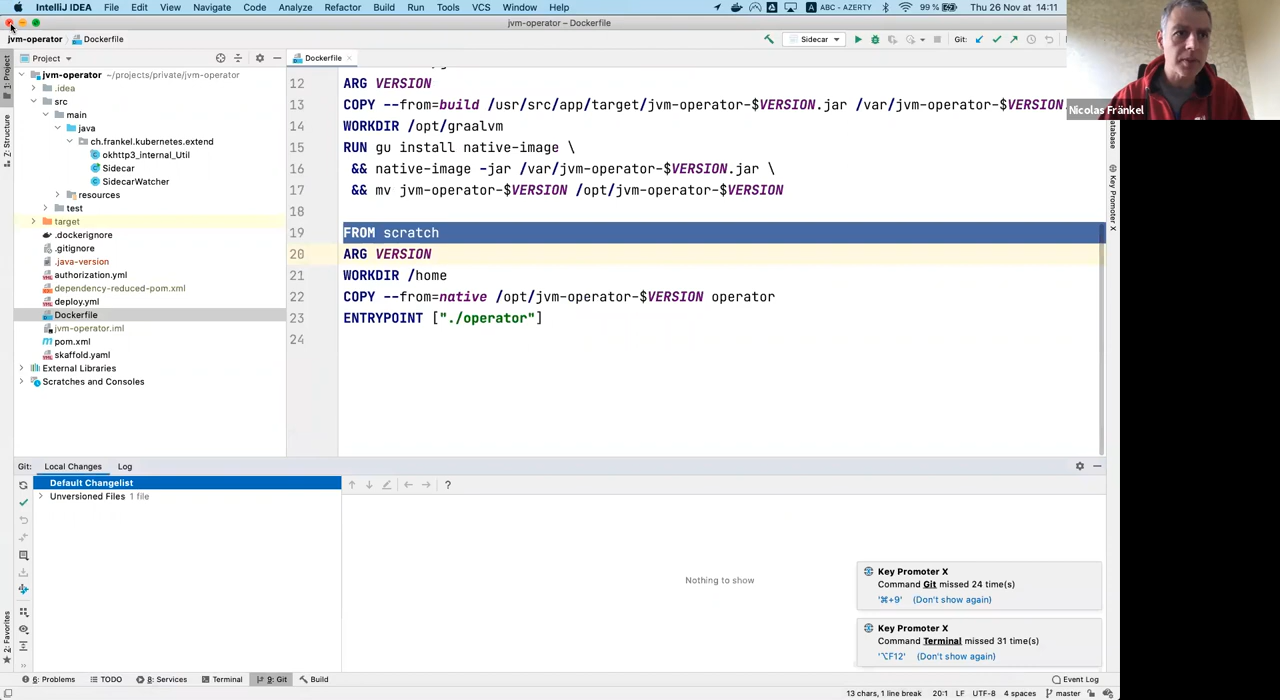 IntelliJ IDEA File Edit View Navigate Code Analyze Refactor Build Run Tools VCS Window Help ABC - AZERTY 99 % Thu 26 Nov at 14:11
jvm-operator – Dockerfile
jvm-operator Dockerfile Sidecar Git:
Project Dockerfile
1: Project
Z: Structure
2: Favorites
jvm-operator ~/projects/private/jvm-operator
.idea
src
main
java
ch.frankel.kubernetes.extend
okhttp3_internal_Util
Sidecar
SidecarWatcher
resources
test
target
.dockerignore
.gitignore
.java-version
authorization.yml
dependency-reduced-pom.xml
deploy.yml
Dockerfile
jvm-operator.iml
pom.xml
skaffold.yaml
External Libraries
Scratches and Consoles
12 ARG VERSION
13 COPY --from=build /usr/src/app/target/jvm-operator-$VERSION.jar /var/jvm-operator-$VERSION.
14 WORKDIR /opt/graalvm
15 RUN gu install native-image \
16 && native-image -jar /var/jvm-operator-$VERSION.jar \
17 && mv jvm-operator-$VERSION /opt/jvm-operator-$VERSION
18
19 FROM scratch
20 ARG VERSION
21 WORKDIR /home
22 COPY --from=native /opt/jvm-operator-$VERSION operator
23 ENTRYPOINT ["./operator"]
24
Nicolas Fränkel
Database
Key Promoter X
Git: Local Changes Log
Default Changelist
Unversioned Files 1 file
Nothing to show
Key Promoter X
Command Git missed 24 time(s)
'⌘+9' (Don't show again)
Key Promoter X
Command Terminal missed 31 time(s)
'⌥F12' (Don't show again)
6: Problems TODO 8: Services Terminal 9: Git Build Event Log
13 chars, 1 line break 20:1 LF UTF-8 4 spaces master